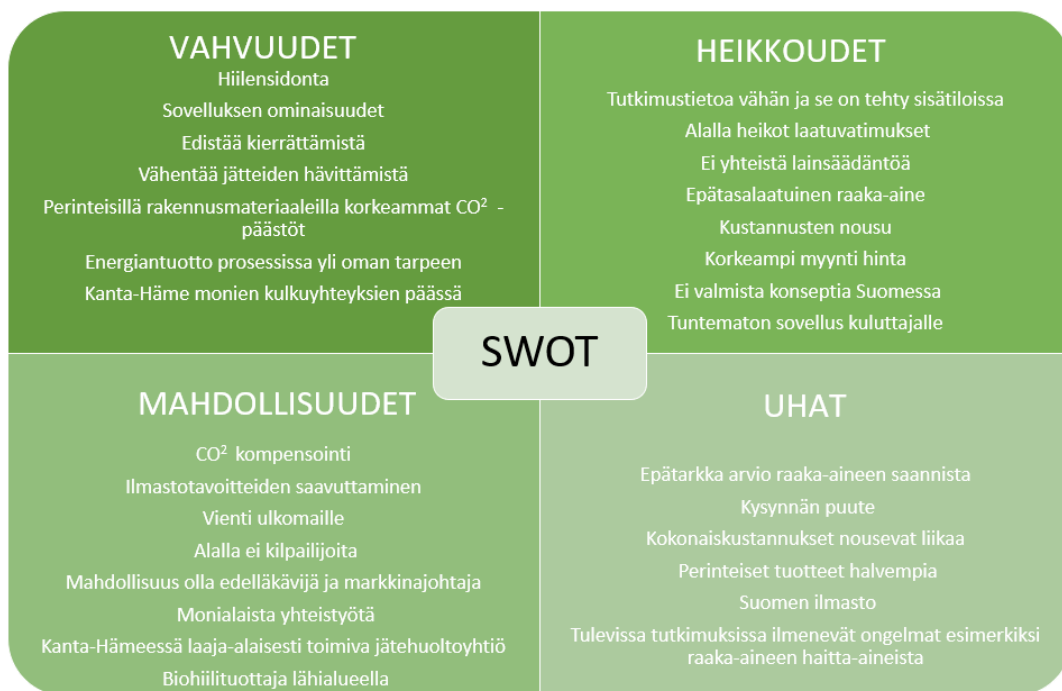 VAHVUUDET
Hiilensidonta
Sovelluksen ominaisuudet
Edistää kierrättämistä
Vähentää jätteiden hävittämistä
Perinteisillä rakennusmateriaaleilla korkeammat CO² -
päästöt
Energiantuotto prosessissa yli oman tarpeen
Kanta-Häme monien kulkuyhteyksien päässä
HEIKKOUDET
Tutkimustietoa vähän ja se on tehty sisätiloissa
Alalla heikot laatuvatimukset
Ei yhteistä lainsäädäntöä
Epätasalaatuinen raaka-aine
Kustannusten nousu
Korkeampi myynti hinta
Ei valmista konseptia Suomessa
Tuntematon sovellus kuluttajalle
SWOT
MAHDOLLISUUDET
CO² kompensointi
Ilmastotavoitteiden saavuttaminen
Vienti ulkomaille
Alalla ei kilpailijoita
Mahdollisuus olla edelläkävijä ja markkinajohtaja
Monialaista yhteistyötä
Kanta-Hämeessä laaja-alaisesti toimiva jätehuoltoyhtiö
Biohiilituottaja lähialueella
UHAT
Epätarkka arvio raaka-aineen saannista
Kysynnän puute
Kokonaiskustannukset nousevat liikaa
Perinteiset tuotteet halvempia
Suomen ilmasto
Tulevissa tutkimuksissa ilmenevät ongelmat esimerkiksi
raaka-aineen haitta-aineista